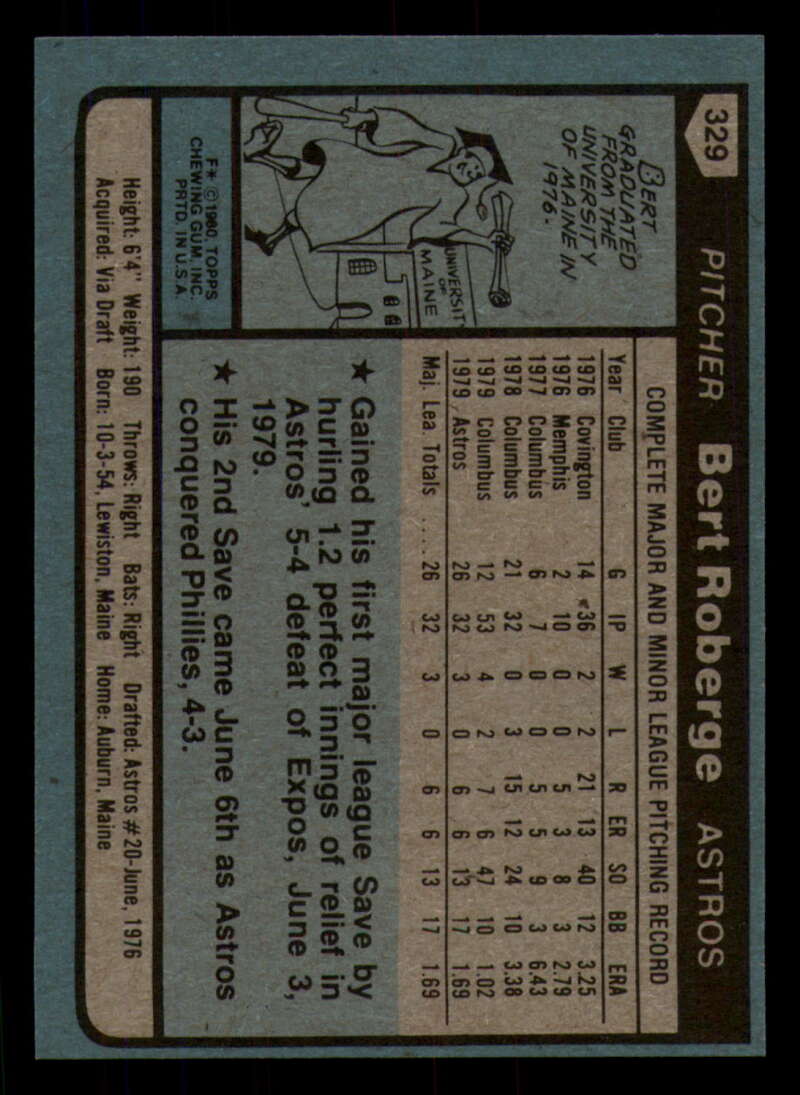 329
PITCHER Bert Roberge ASTROS
BERT
GRADUATED
FROM THE
UNIVERSITY
OF MAINE IN
1976.
UNIVERSITY
OF
MAINE
F* ©1980 TOPPS
CHEWING GUM, INC.
PRTD. IN U.S.A.
COMPLETE MAJOR AND MINOR LEAGUE PITCHING RECORD
Year Club G IP W L R ER SO BB ERA
1976 Covington 14 36 2 2 21 13 40 12 3.25
1976 Memphis 2 10 0 0 5 3 8 3 2.79
1977 Columbus 6 7 0 0 5 5 9 3 6.43
1978 Columbus 21 32 0 3 15 12 24 10 3.38
1979 Columbus 12 53 4 2 7 6 47 10 1.02
1979 Astros 26 32 3 0 6 6 13 17 1.69
Maj. Lea. Totals .... 26 32 3 0 6 6 13 17 1.69
★ Gained his first major league Save by
hurling 1.2 perfect innings of relief in
Astros' 5-4 defeat of Expos, June 3,
1979.
★ His 2nd Save came June 6th as Astros
conquered Phillies, 4-3.
Height: 6'4" Weight: 190 Throws: Right Bats: Right Drafted: Astros #20-June, 1976
Acquired: Via Draft Born: 10-3-54, Lewiston, Maine Home: Auburn, Maine